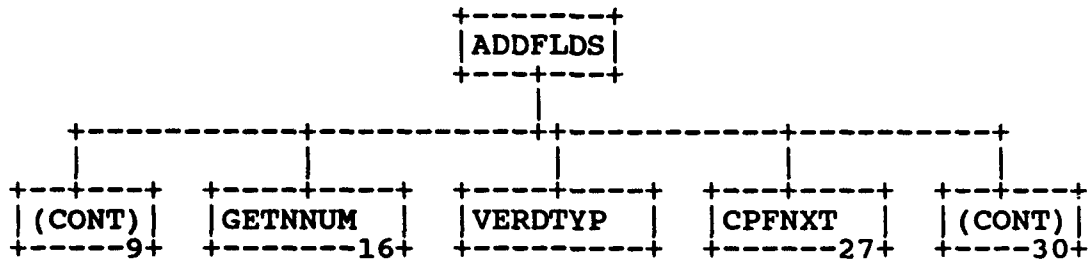 ADDFLDS
(CONT) GETNNUM VERDTYP CPFNXT (CONT)
9 16 27 30